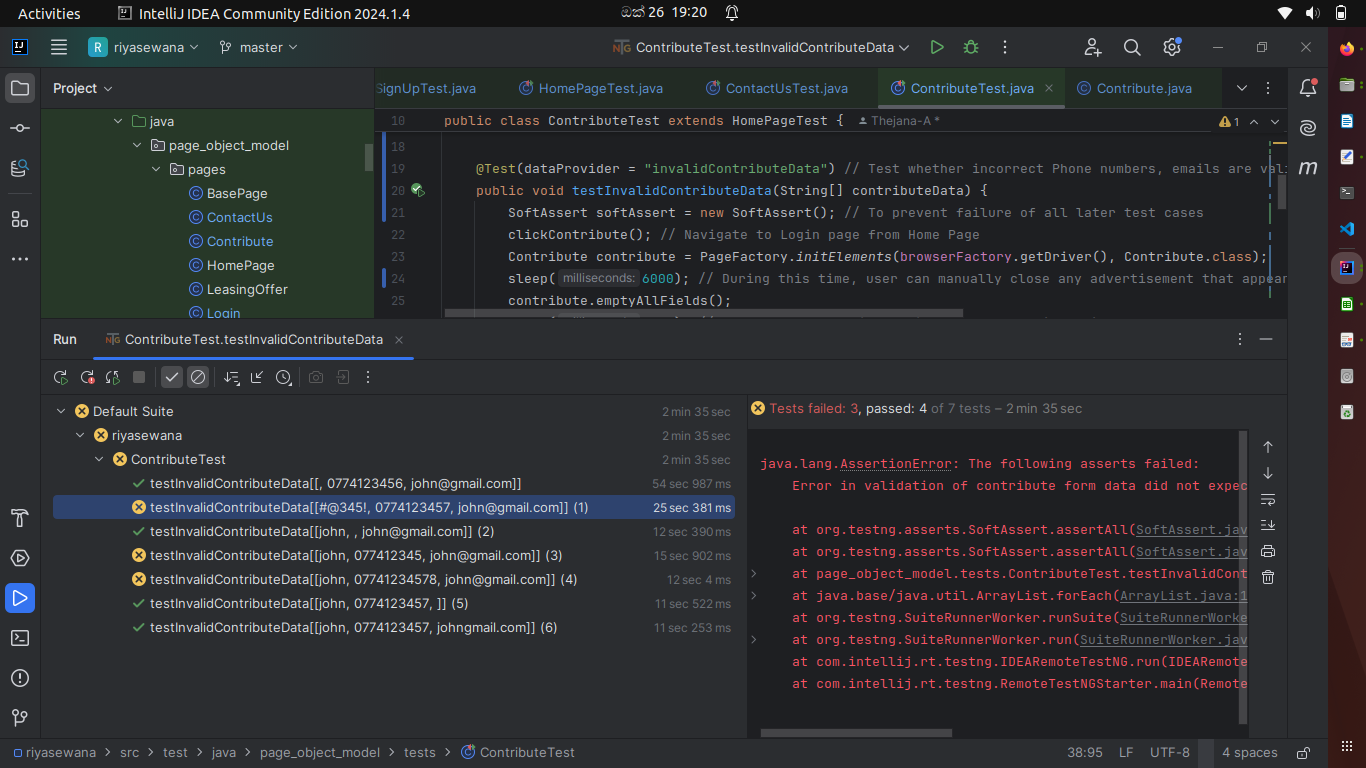 Activities IntelliJ IDEA Community Edition 2024.1.4 ඔක් 26 19:20
R riyasewana master ContributeTest.testInvalidContributeData
Project SignUpTest.java HomePageTest.java ContactUsTest.java ContributeTest.java Contribute.java
java
page_object_model
pages
BasePage
ContactUs
Contribute
HomePage
LeasingOffer
Login
10 public class ContributeTest extends HomePageTest { Thejana-A * 1
18
19 @Test(dataProvider = "invalidContributeData") // Test whether incorrect Phone numbers, emails are vali
20 public void testInvalidContributeData(String[] contributeData) {
21 SoftAssert softAssert = new SoftAssert(); // To prevent failure of all later test cases
22 clickContribute(); // Navigate to Login page from Home Page
23 Contribute contribute = PageFactory.initElements(browserFactory.getDriver(), Contribute.class);
24 sleep( milliseconds: 6000); // During this time, user can manually close any advertisement that appear
25 contribute.emptyAllFields();
Run ContributeTest.testInvalidContributeData
Default Suite 2 min 35 sec
riyasewana 2 min 35 sec
ContributeTest 2 min 35 sec
testInvalidContributeData[[, 0774123456, john@gmail.com]] 54 sec 987 ms
testInvalidContributeData[[#@345!, 0774123457, john@gmail.com]] (1) 25 sec 381 ms
testInvalidContributeData[[john, , john@gmail.com]] (2) 12 sec 390 ms
testInvalidContributeData[[john, 077412345, john@gmail.com]] (3) 15 sec 902 ms
testInvalidContributeData[[john, 07741234578, john@gmail.com]] (4) 12 sec 4 ms
testInvalidContributeData[[john, 0774123457, ]] (5) 11 sec 522 ms
testInvalidContributeData[[john, 0774123457, johngmail.com]] (6) 11 sec 253 ms
Tests failed: 3, passed: 4 of 7 tests – 2 min 35 sec
java.lang.AssertionError: The following asserts failed:
Error in validation of contribute form data did not expec
at org.testng.asserts.SoftAssert.assertAll(SoftAssert.jav
at org.testng.asserts.SoftAssert.assertAll(SoftAssert.jav
at page_object_model.tests.ContributeTest.testInvalidCont
at java.base/java.util.ArrayList.forEach(ArrayList.java:1
at org.testng.SuiteRunnerWorker.runSuite(SuiteRunnerWorke
at org.testng.SuiteRunnerWorker.run(SuiteRunnerWorker.jav
at com.intellij.rt.testng.IDEARemoteTestNG.run(IDEARemote
at com.intellij.rt.testng.RemoteTestNGStarter.main(Remote
riyasewana src test java page_object_model tests ContributeTest 38:95 LF UTF-8 4 spaces